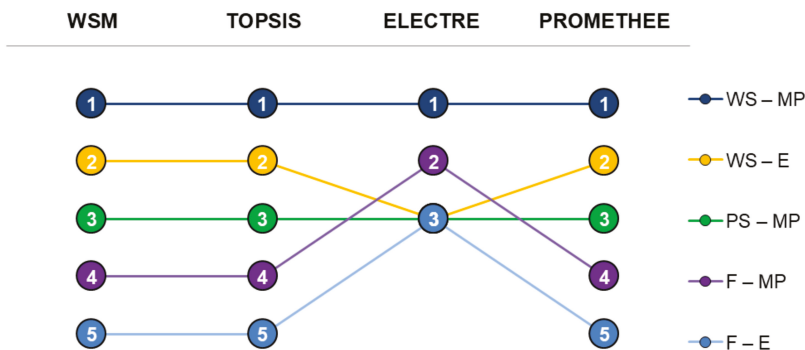 WSM TOPSIS ELECTRE PROMETHEE
1 1 1 1 WS – MP
2 2 2 2 WS – E
3 3 3 3 PS – MP
4 4 4 F – MP
5 5 5 F – E